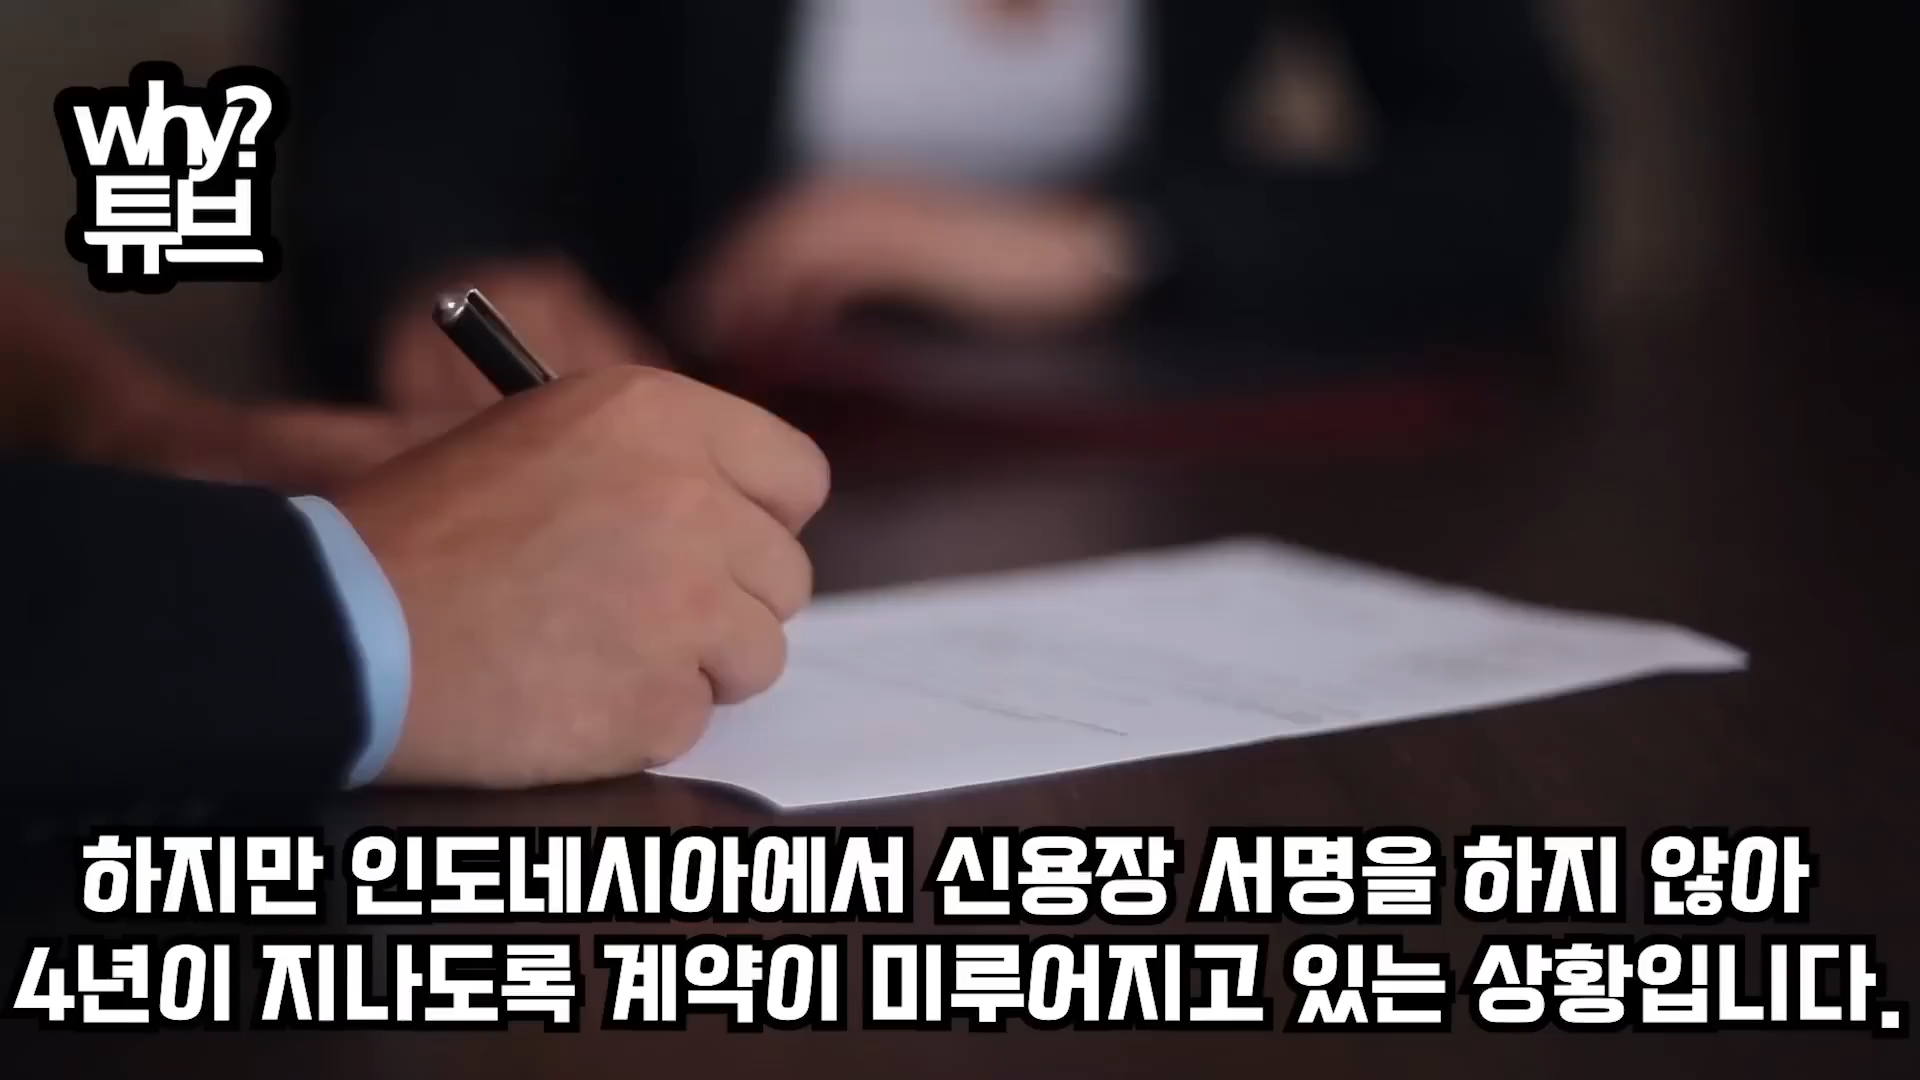 why?
튜브
하지만 인도네시아에서 신용장 서명을 하지 않아
4년이 지나도록 계약이 미루어지고 있는 상황입니다.